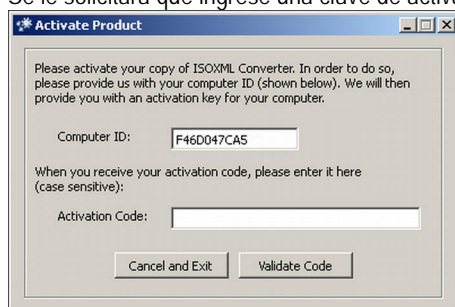 Se le solicitará que ingrese una clave de activa
Activate Product
Please activate your copy of ISOXML Converter. In order to do so,
please provide us with your computer ID (shown below). We will then
provide you with an activation key for your computer.
Computer ID: F46D047CA5
When you receive your activation code, please enter it here
(case sensitive):
Activation Code:
Cancel and Exit Validate Code